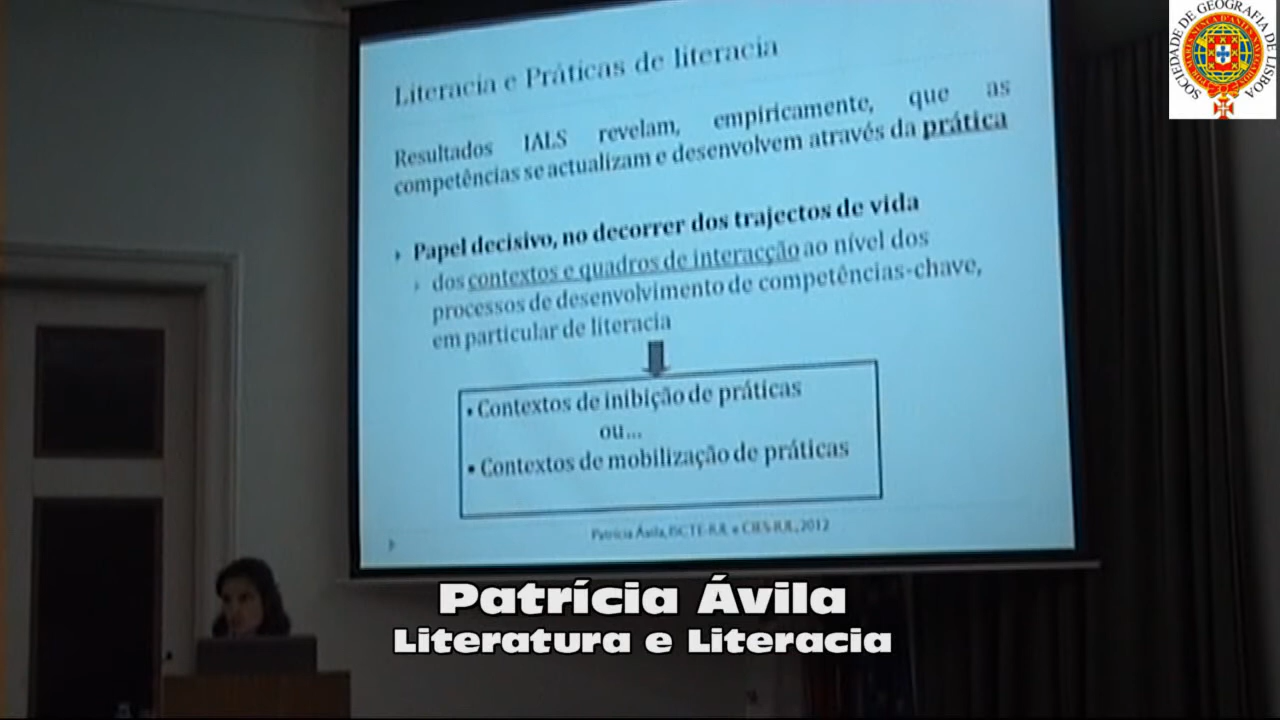 SOCIEDADE DE GEOGRAFIA DE LISBOA
Literacia e Práticas de literacia
Resultados IALS revelam, empiricamente, que as
competências se actualizam e desenvolvem através da prática
Papel decisivo, no decorrer dos trajectos de vida
dos contextos e quadros de interacção ao nível dos
processos de desenvolvimento de competências-chave,
em particular de literacia
• Contextos de inibição de práticas
ou...
• Contextos de mobilização de práticas
Patrícia Ávila, ISCTE-IUL e CIES-IUL, 2012
Patrícia Ávila
Literatura e Literacia